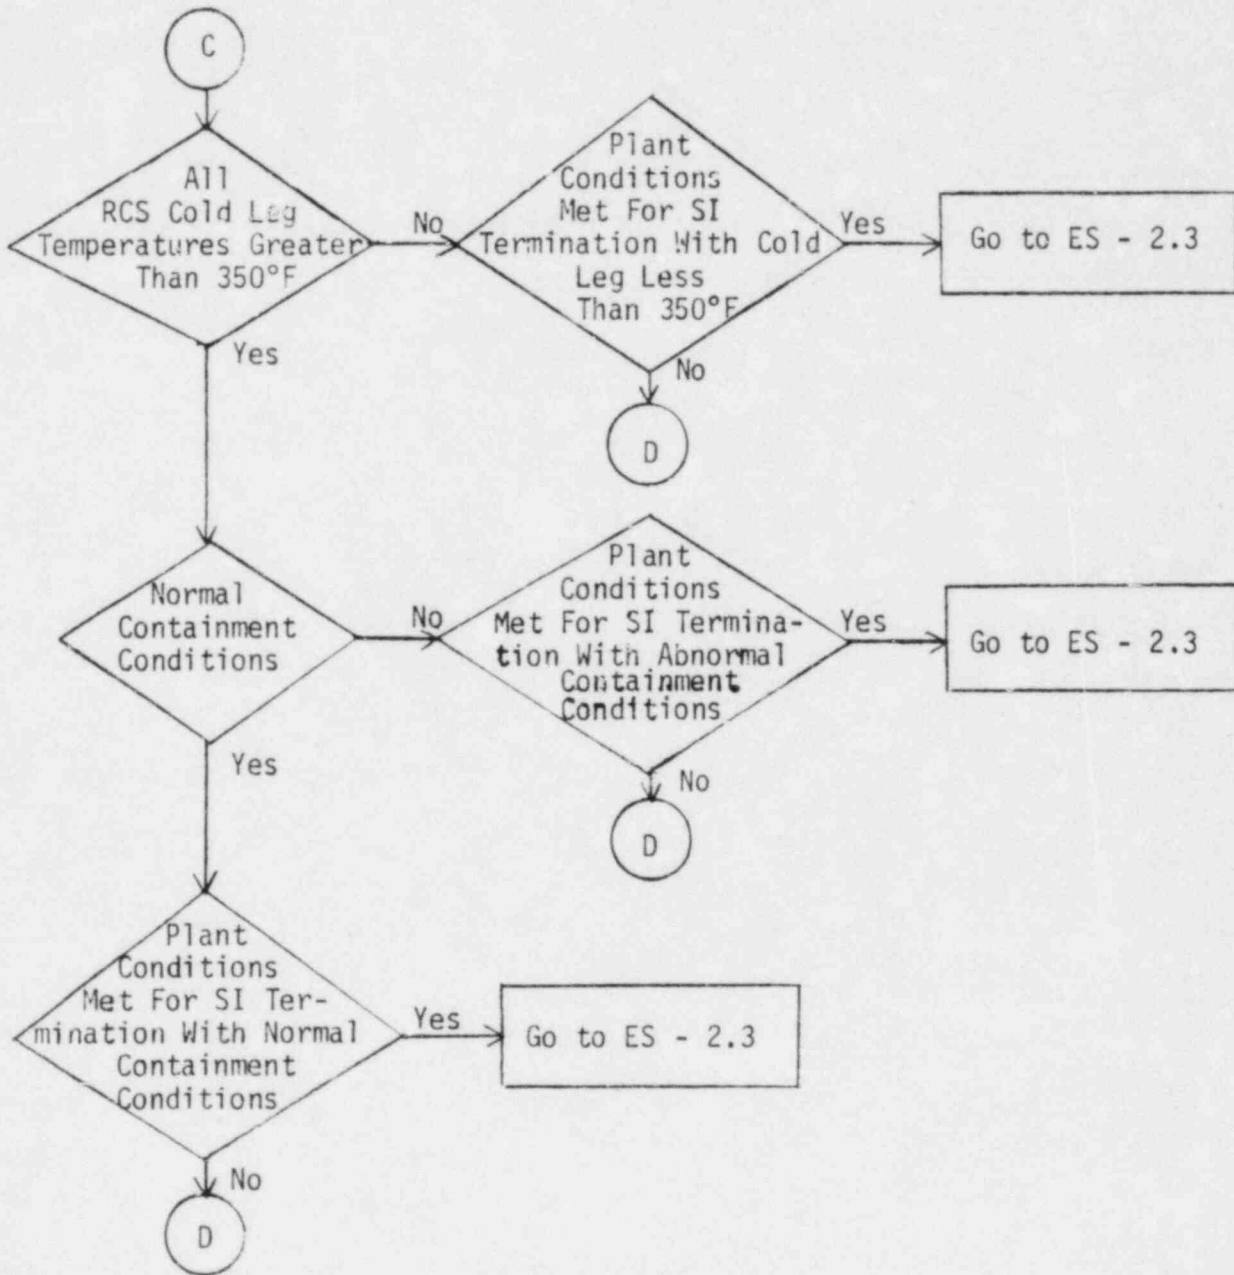 C
All
RCS Cold Leg
Temperatures Greater
Than 350°F
No
Plant
Conditions
Met For SI
Termination With Cold
Leg Less
Than 350°F
Yes
Go to ES - 2.3
Yes
No
D
Normal
Containment
Conditions
No
Plant
Conditions
Met For SI Termina-
tion With Abnormal
Containment
Conditions
Yes
Go to ES - 2.3
Yes
No
D
Plant
Conditions
Met For SI Ter-
mination With Normal
Containment
Conditions
Yes
Go to ES - 2.3
No
D